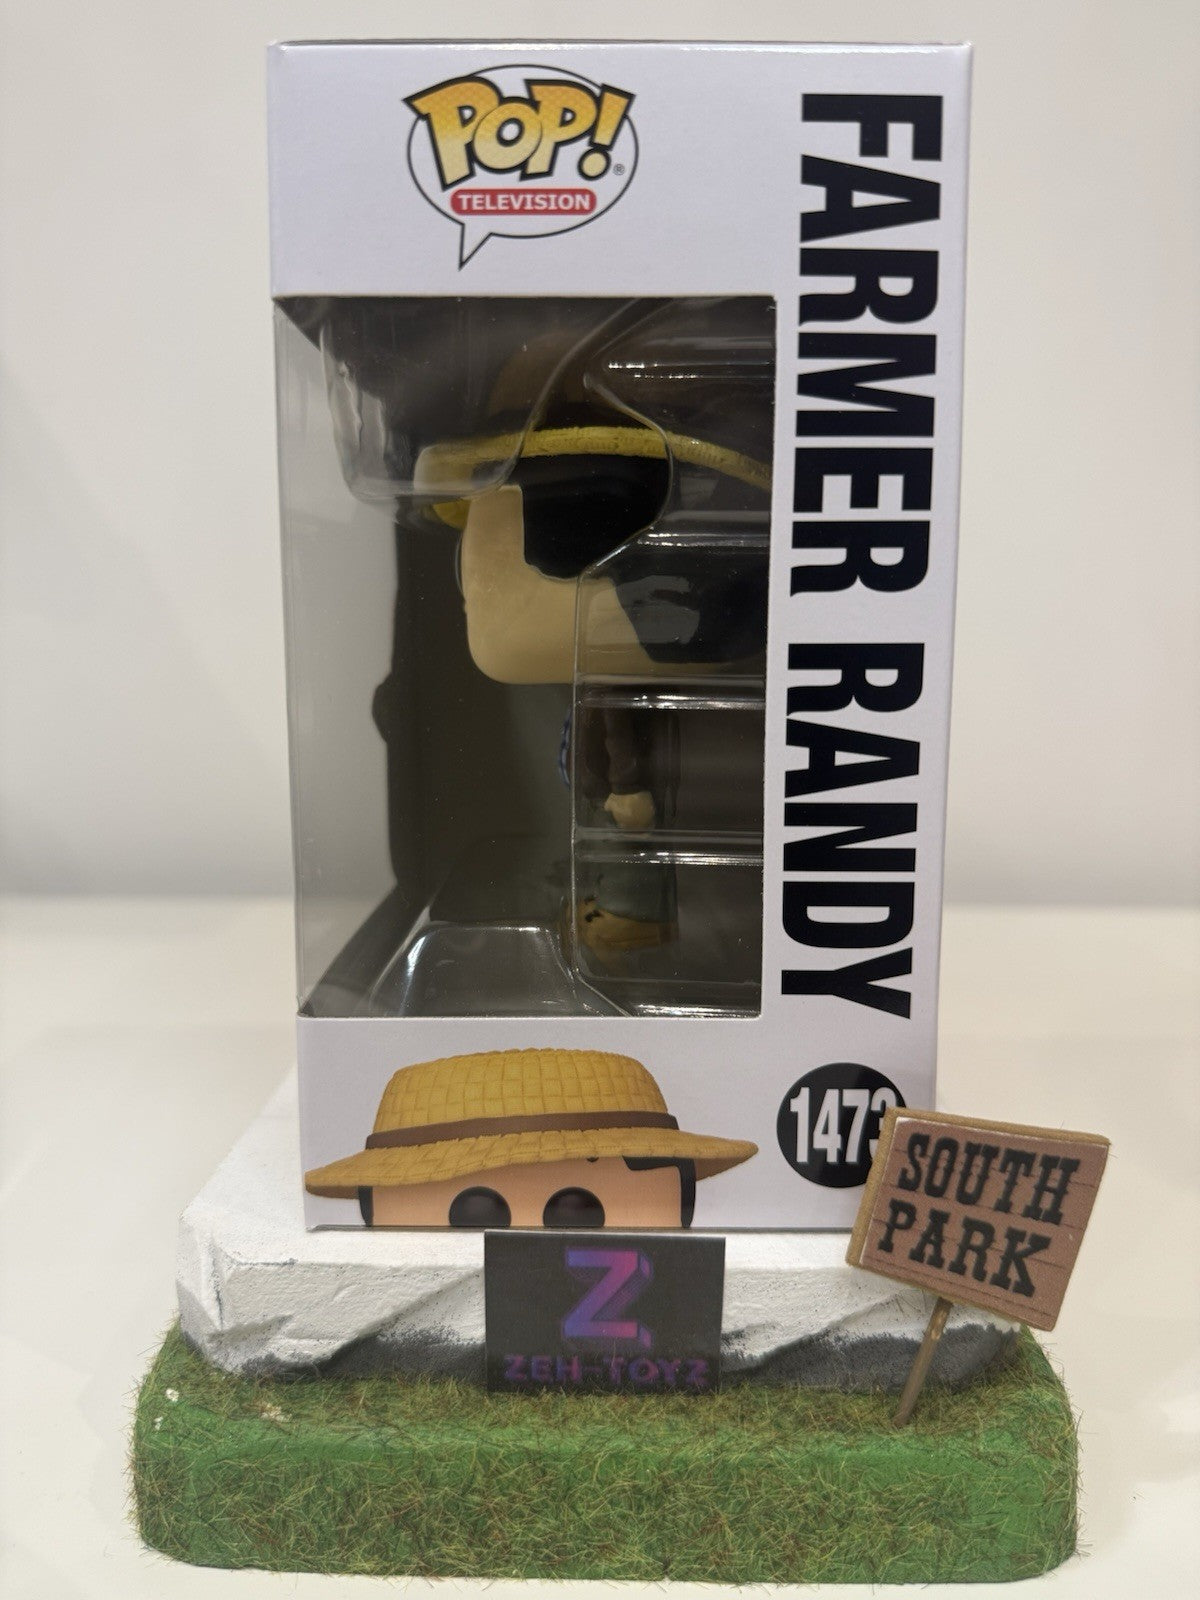 POP!®
TELEVISION
FARMER RANDY
1473
SOUTH
PARK
Z
ZEH-TOYZ